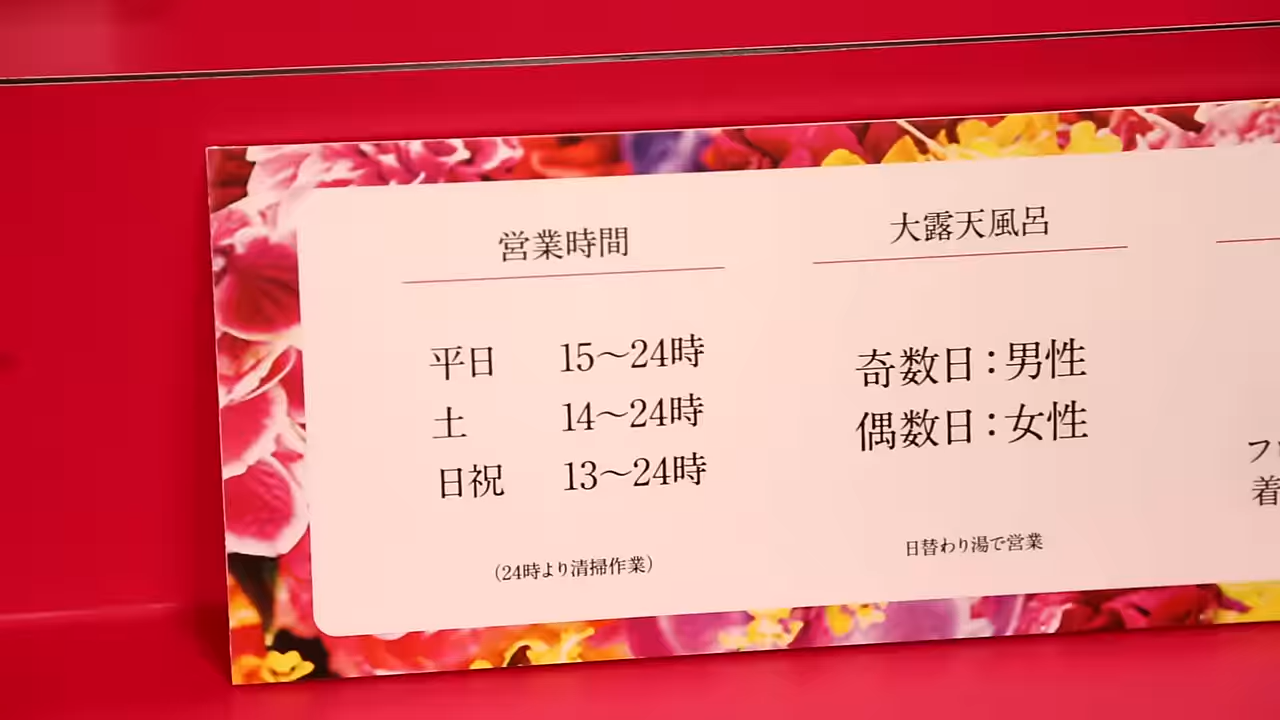 営業時間
平日 15〜24時
土 14〜24時
日祝 13〜24時
(24時より清掃作業)
大露天風呂
奇数日:男性
偶数日:女性
日替わり湯で営業
フ
着